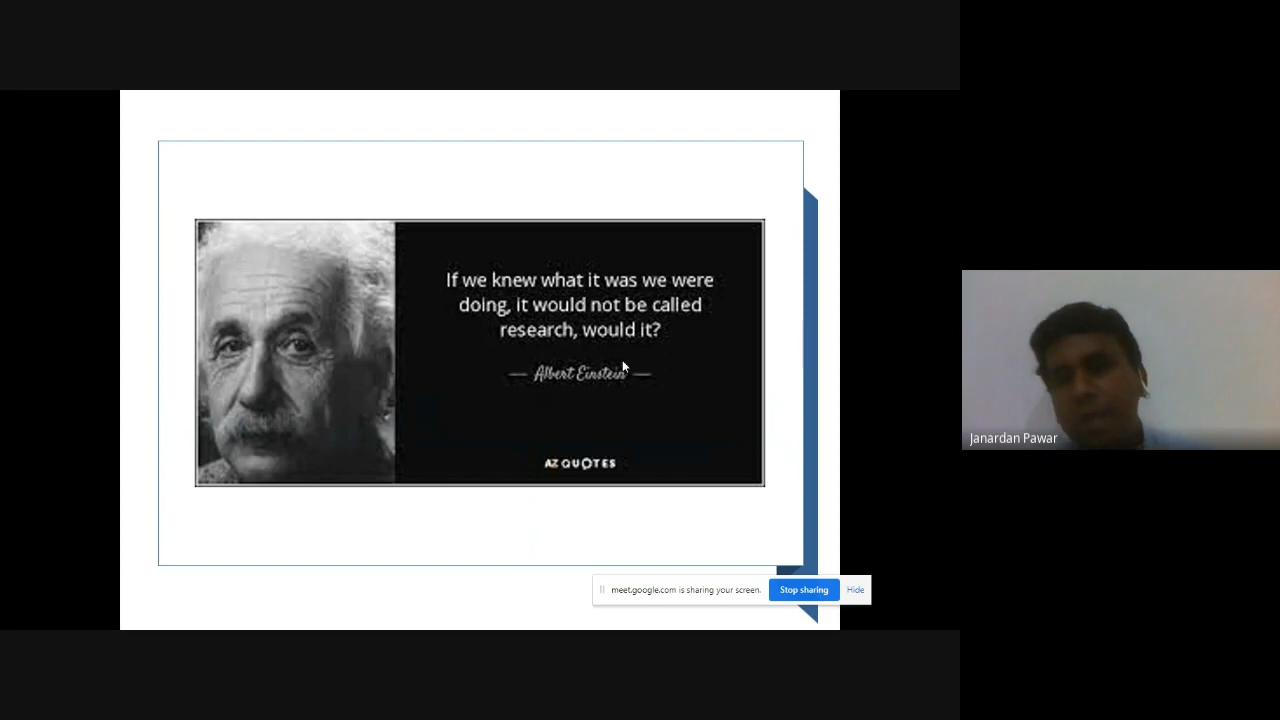 If we knew what it was we were
doing, it would not be called
research, would it?
— Albert Einstein —
AZ QUOTES
Janardan Pawar
meet.google.com is sharing your screen.
Stop sharing
Hide